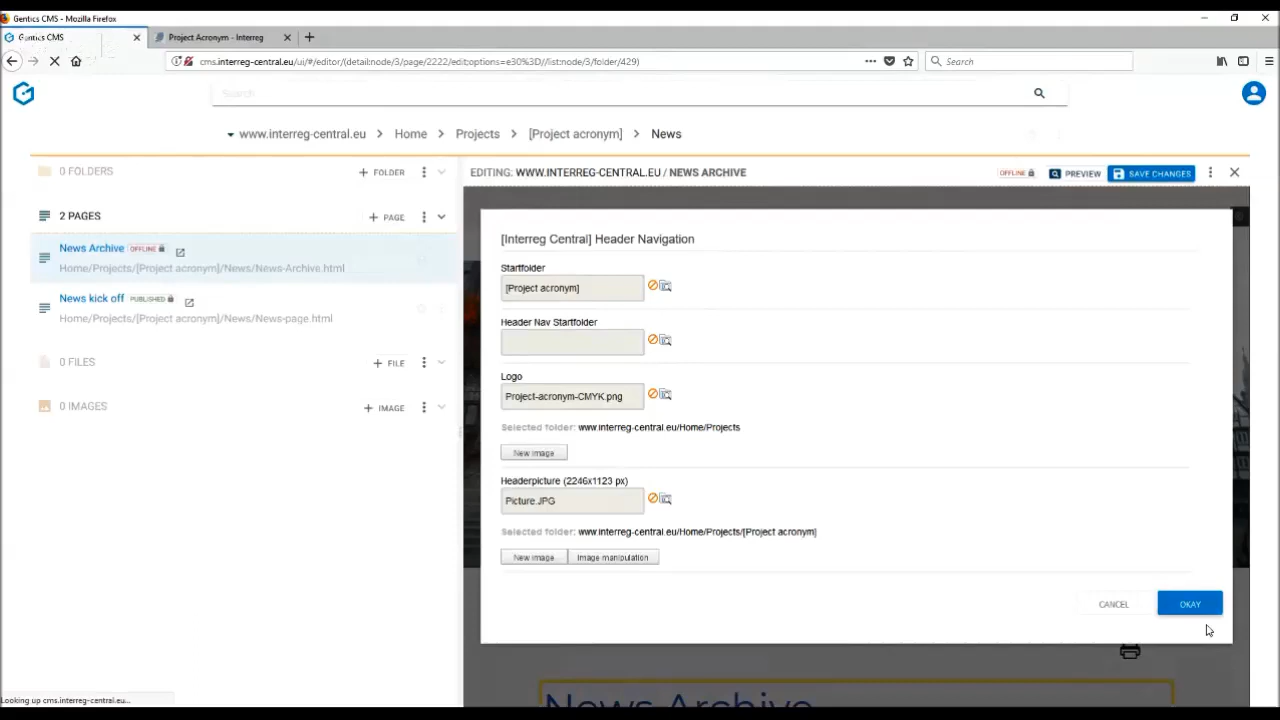 Gentics CMS - Mozilla Firefox
Gentics CMS
Project Acronym - Interreg
cms.interreg-central.eu/ui/#/editor/(detail:node/3/page/2222/edit;options=e30%3D//list:node/3/folder/429)
Search
Search
www.interreg-central.eu > Home > Projects > [Project acronym] > News
0 FOLDERS
+ FOLDER
EDITING: WWW.INTERREG-CENTRAL.EU / NEWS ARCHIVE
OFFLINE
PREVIEW
SAVE CHANGES
2 PAGES
+ PAGE
News Archive OFFLINE
Home/Projects/[Project acronym]/News/News-Archive.html
News kick off PUBLISHED
Home/Projects/[Project acronym]/News/News-page.html
0 FILES
+ FILE
0 IMAGES
+ IMAGE
[Interreg Central] Header Navigation
Startfolder
[Project acronym]
Header Nav Startfolder
Logo
Project-acronym-CMYK.png
Selected folder: www.interreg-central.eu/Home/Projects
New image
Headerpicture (2246x1123 px)
Picture.JPG
Selected folder: www.interreg-central.eu/Home/Projects/[Project acronym]
New image
Image manipulation
CANCEL
OKAY
News Archive
Looking up cms.interreg-central.eu...